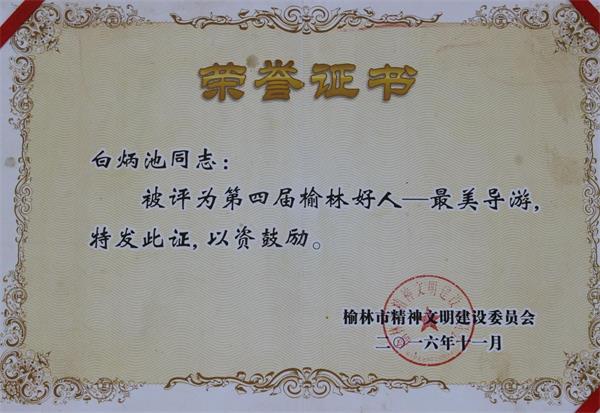 荣誉证书
白炳池同志：
被评为第四届榆林好人—最美导游，
特发此证，以资鼓励。
榆林市精神文明建设委员会
二〇一六年十一月